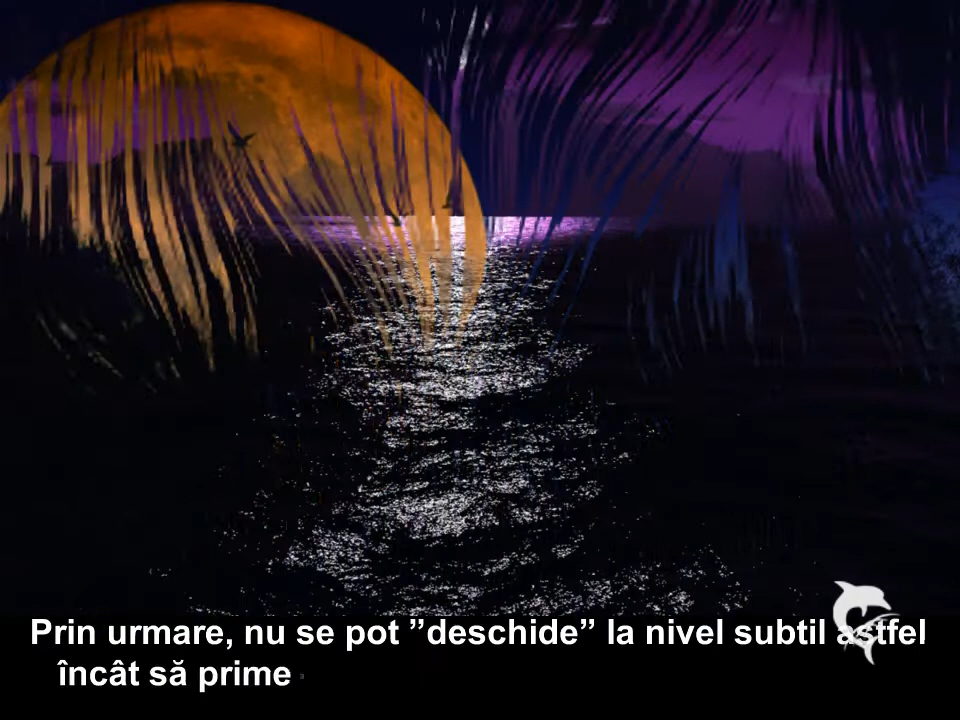 Prin urmare, nu se pot ”deschide” la nivel subtil astfel
încât să prime